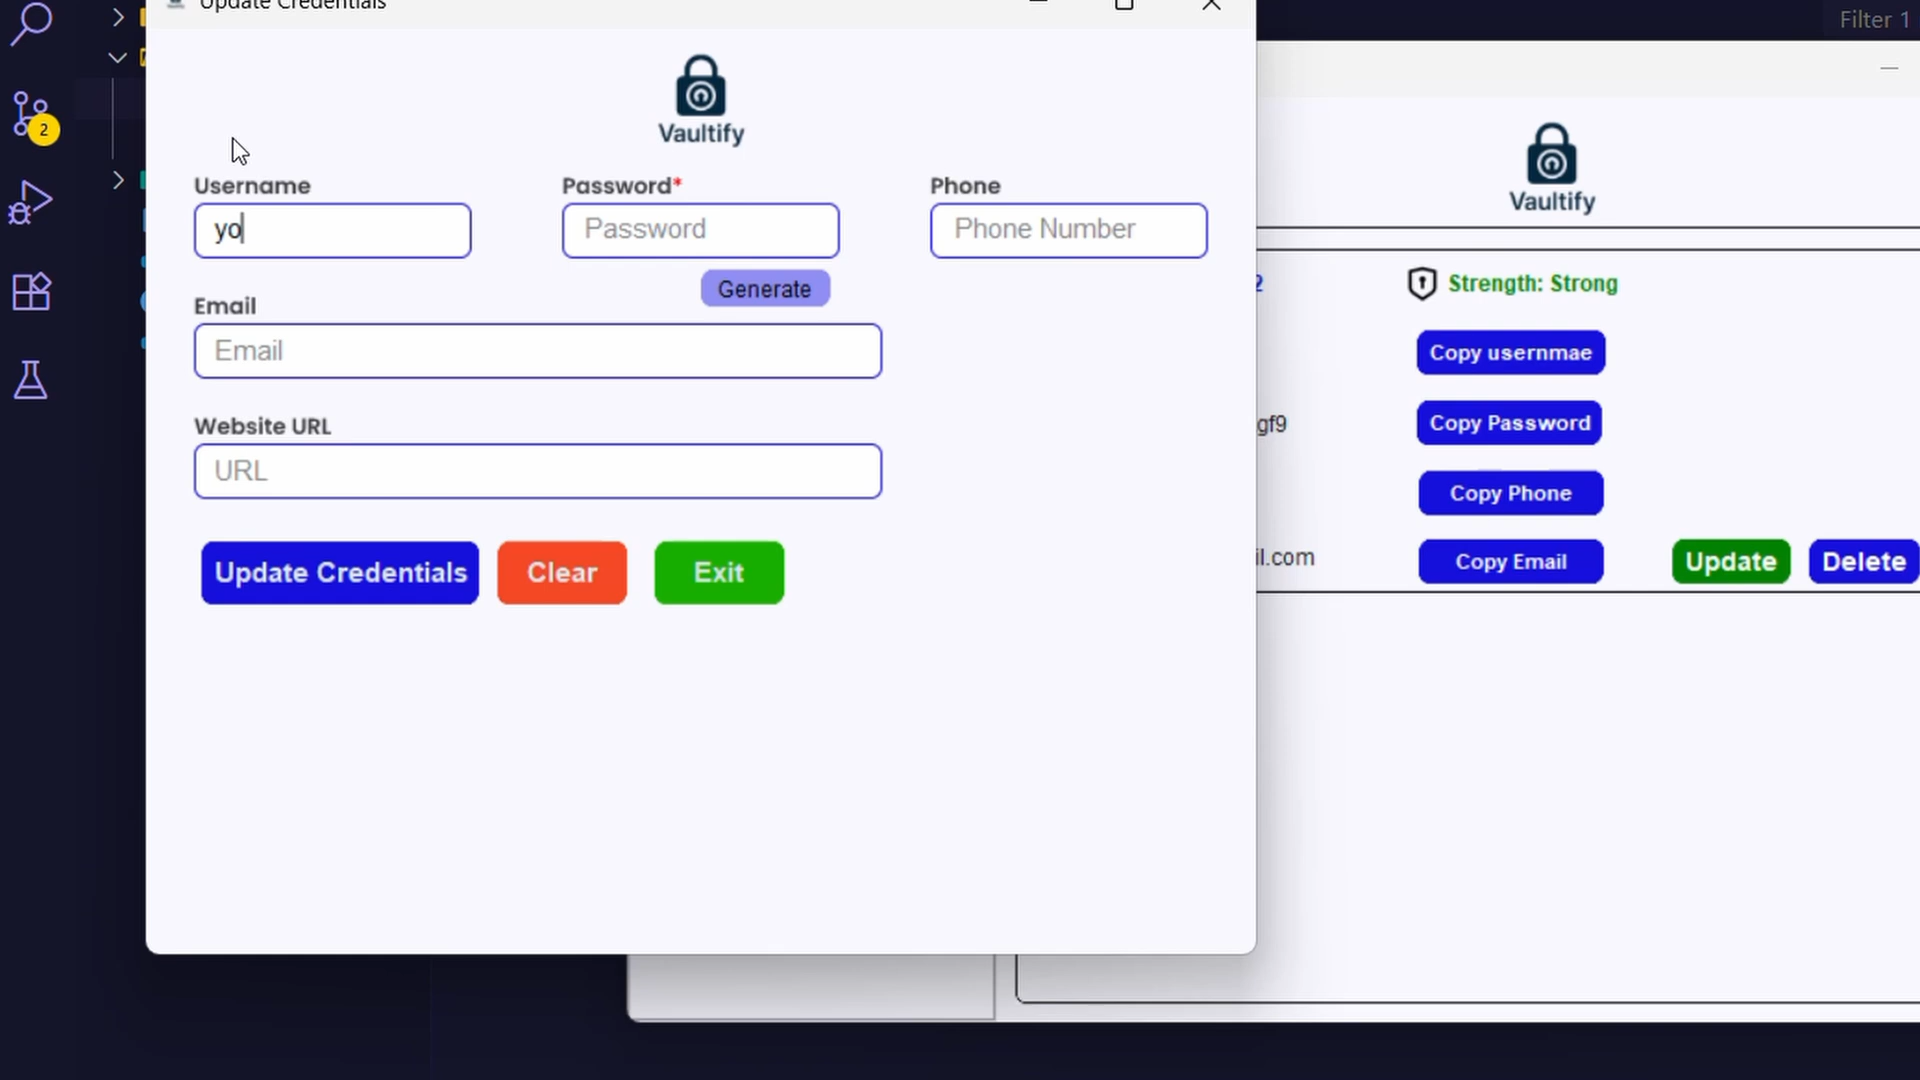 Update Credentials
Filter 1
2
Vaultify
Username
Password*
Phone
yo
Password
Phone Number
Generate
Email
Email
Website URL
URL
Update Credentials
Clear
Exit
Vaultify
2
Strength: Strong
Copy usernmae
gf9
Copy Password
Copy Phone
il.com
Copy Email
Update
Delete